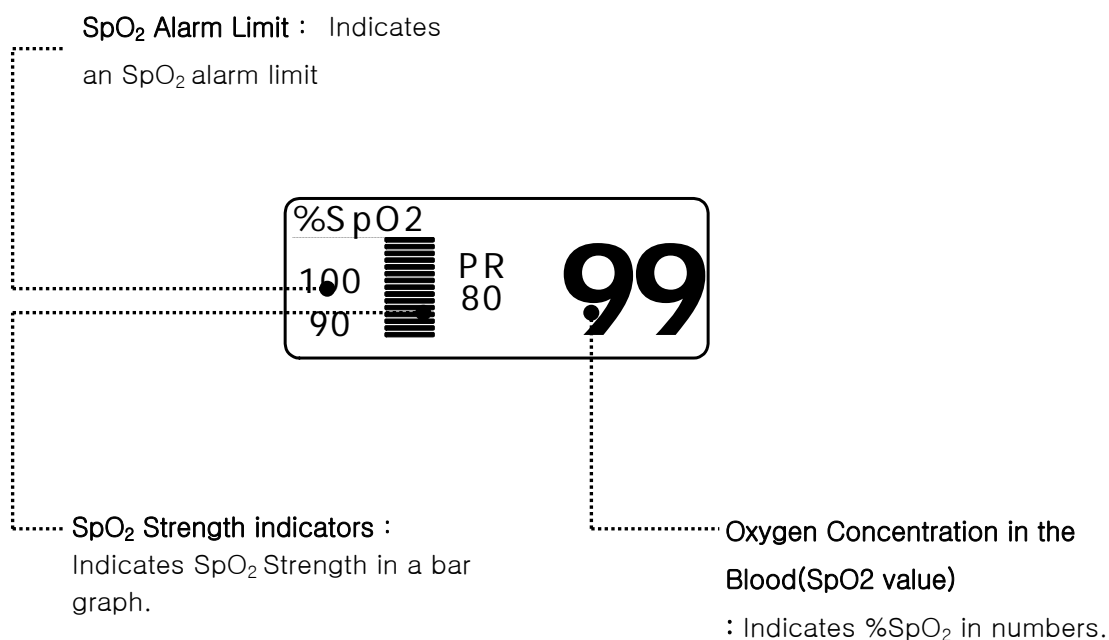 SpO₂ Alarm Limit : Indicates
an SpO₂ alarm limit
%SpO2
100
90
PR
80
99
SpO₂ Strength indicators :
Indicates SpO₂ Strength in a bar
graph.
Oxygen Concentration in the
Blood(SpO2 value)
: Indicates %SpO₂ in numbers.